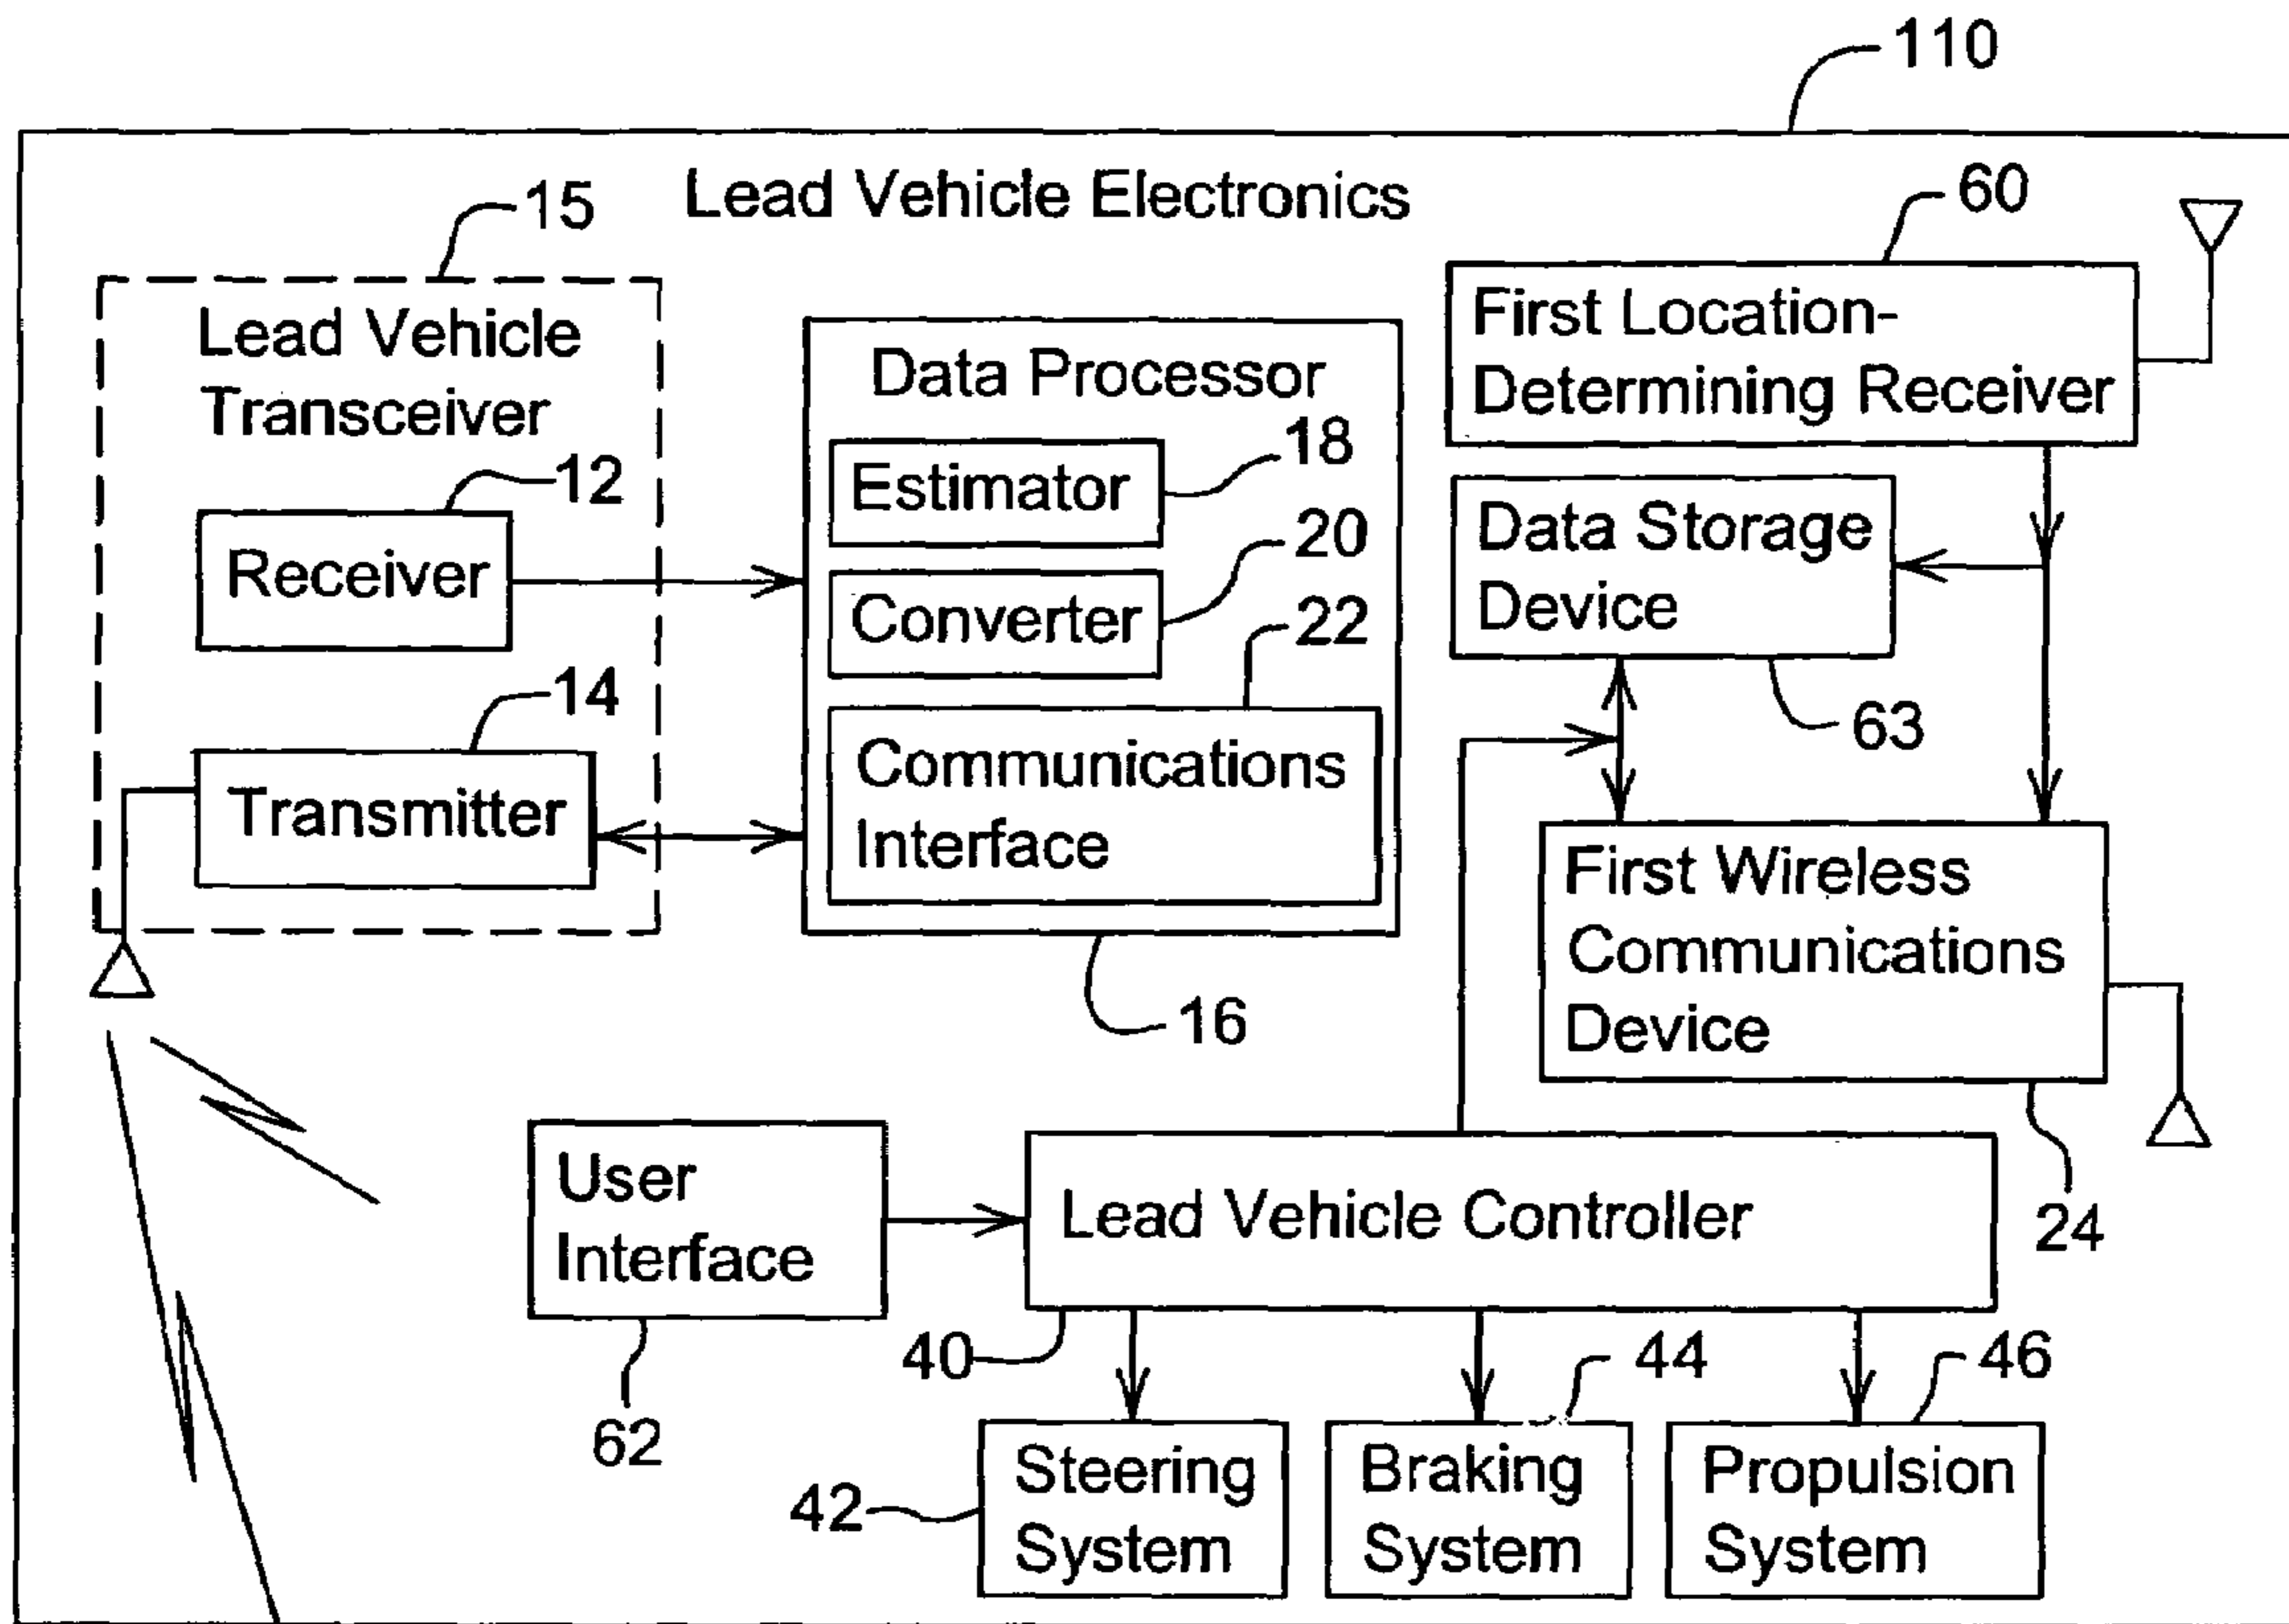 110
Lead Vehicle Electronics
15
60
Lead Vehicle
Transceiver
12
Receiver
14
Transmitter
Data Processor
18
Estimator
20
Converter
22
Communications
Interface
16
First Location-
Determining Receiver
Data Storage
Device
63
First Wireless
Communications
Device
24
User
Interface
62
Lead Vehicle Controller
40
44
46
42
Steering
System
Braking
System
Propulsion
System